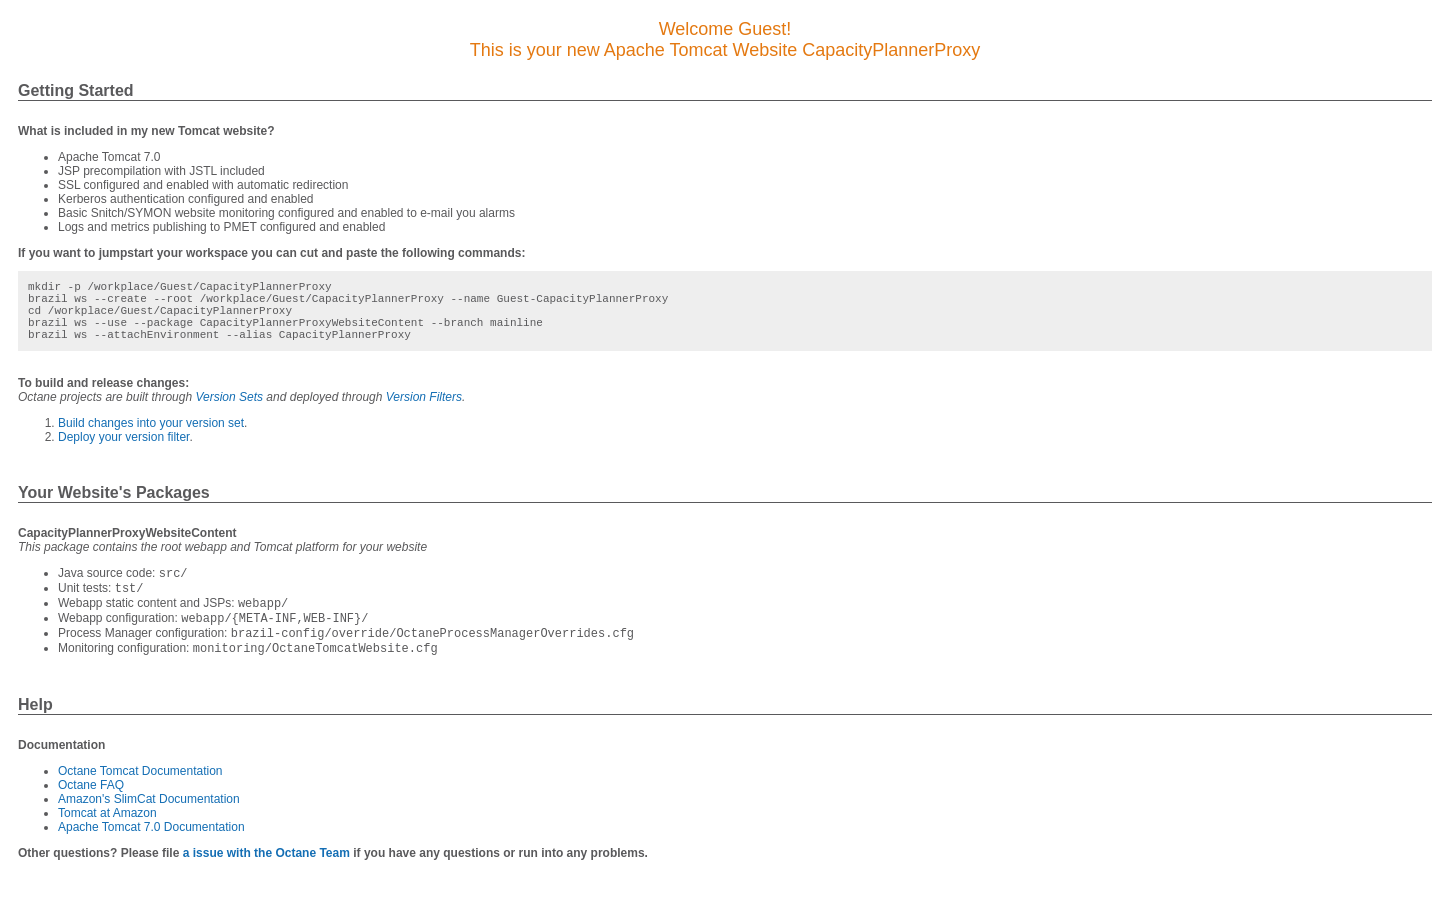 Welcome Guest!
This is your new Apache Tomcat Website CapacityPlannerProxy
Getting Started
What is included in my new Tomcat website?
• Apache Tomcat 7.0
• JSP precompilation with JSTL included
• SSL configured and enabled with automatic redirection
• Kerberos authentication configured and enabled
• Basic Snitch/SYMON website monitoring configured and enabled to e-mail you alarms
• Logs and metrics publishing to PMET configured and enabled
If you want to jumpstart your workspace you can cut and paste the following commands:
mkdir -p /workplace/Guest/CapacityPlannerProxy
brazil ws --create --root /workplace/Guest/CapacityPlannerProxy --name Guest-CapacityPlannerProxy
cd /workplace/Guest/CapacityPlannerProxy
brazil ws --use --package CapacityPlannerProxyWebsiteContent --branch mainline
brazil ws --attachEnvironment --alias CapacityPlannerProxy
To build and release changes:
Octane projects are built through Version Sets and deployed through Version Filters.
1. Build changes into your version set.
2. Deploy your version filter.
Your Website's Packages
CapacityPlannerProxyWebsiteContent
This package contains the root webapp and Tomcat platform for your website
• Java source code: src/
• Unit tests: tst/
• Webapp static content and JSPs: webapp/
• Webapp configuration: webapp/{META-INF,WEB-INF}/
• Process Manager configuration: brazil-config/override/OctaneProcessManagerOverrides.cfg
• Monitoring configuration: monitoring/OctaneTomcatWebsite.cfg
Help
Documentation
• Octane Tomcat Documentation
• Octane FAQ
• Amazon's SlimCat Documentation
• Tomcat at Amazon
• Apache Tomcat 7.0 Documentation
Other questions? Please file a issue with the Octane Team if you have any questions or run into any problems.